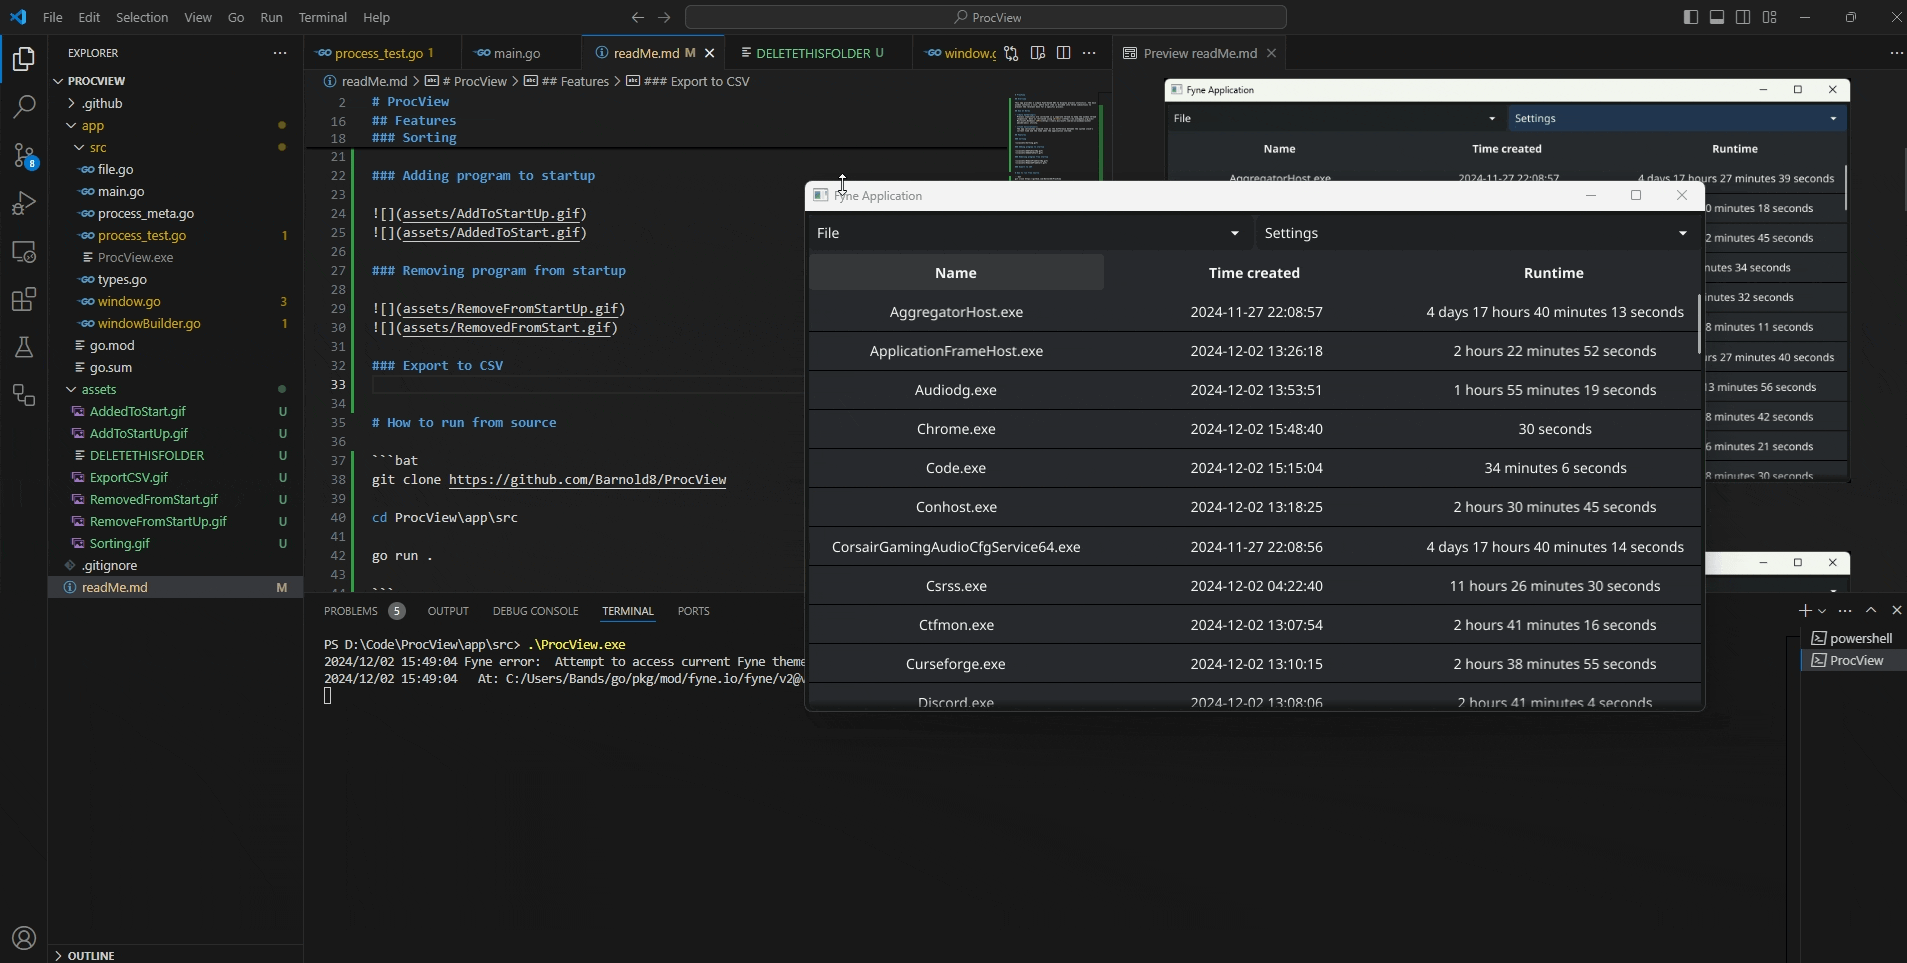 File Edit Selection View Go Run Terminal Help
ProcView
EXPLORER
PROCVIEW
.github
app
src
file.go
main.go
process_meta.go
process_test.go 1
ProcView.exe
types.go
window.go 3
windowBuilder.go 1
go.mod
go.sum
assets
AddedToStart.gif U
AddToStartUp.gif U
DELETETHISFOLDER U
ExportCSV.gif U
RemovedFromStart.gif U
RemoveFromStartUp.gif U
Sorting.gif U
.gitignore
readMe.md M
OUTLINE
8
process_test.go 1
main.go
readMe.md M
DELETETHISFOLDER U
window.g
Preview readMe.md
readMe.md > # ProcView > ## Features > ### Export to CSV
2 # ProcView
16 ## Features
18 ### Sorting
21
22 ### Adding program to startup
23
24 ![](assets/AddToStartUp.gif)
25 ![](assets/AddedToStart.gif)
26
27 ### Removing program from startup
28
29 ![](assets/RemoveFromStartUp.gif)
30 ![](assets/RemovedFromStart.gif)
31
32 ### Export to CSV
33
34
35 # How to run from source
36
37 ```bat
38 git clone https://github.com/Barnold8/ProcView
39
40 cd ProcView\app\src
41
42 go run .
43
44 ```
PROBLEMS 5 OUTPUT DEBUG CONSOLE TERMINAL PORTS
PS D:\Code\ProcView\app\src> .\ProcView.exe
2024/12/02 15:49:04 Fyne error: Attempt to access current Fyne theme
2024/12/02 15:49:04 At: C:/Users/Bands/go/pkg/mod/fyne.io/fyne/v2@
powershell
ProcView
Fyne Application
File Settings
Name Time created Runtime
AggregatorHost.exe 2024-11-27 22:08:57 4 days 17 hours 27 minutes 39 seconds
0 minutes 18 seconds
2 minutes 45 seconds
nutes 34 seconds
inutes 32 seconds
8 minutes 11 seconds
rs 27 minutes 40 seconds
13 minutes 56 seconds
8 minutes 42 seconds
6 minutes 21 seconds
8 minutes 30 seconds
Fyne Application
File Settings
Name Time created Runtime
AggregatorHost.exe 2024-11-27 22:08:57 4 days 17 hours 40 minutes 13 seconds
ApplicationFrameHost.exe 2024-12-02 13:26:18 2 hours 22 minutes 52 seconds
Audiodg.exe 2024-12-02 13:53:51 1 hours 55 minutes 19 seconds
Chrome.exe 2024-12-02 15:48:40 30 seconds
Code.exe 2024-12-02 15:15:04 34 minutes 6 seconds
Conhost.exe 2024-12-02 13:18:25 2 hours 30 minutes 45 seconds
CorsairGamingAudioCfgService64.exe 2024-11-27 22:08:56 4 days 17 hours 40 minutes 14 seconds
Csrss.exe 2024-12-02 04:22:40 11 hours 26 minutes 30 seconds
Ctfmon.exe 2024-12-02 13:07:54 2 hours 41 minutes 16 seconds
Curseforge.exe 2024-12-02 13:10:15 2 hours 38 minutes 55 seconds
Discord.exe 2024-12-02 13:08:06 2 hours 41 minutes 4 seconds